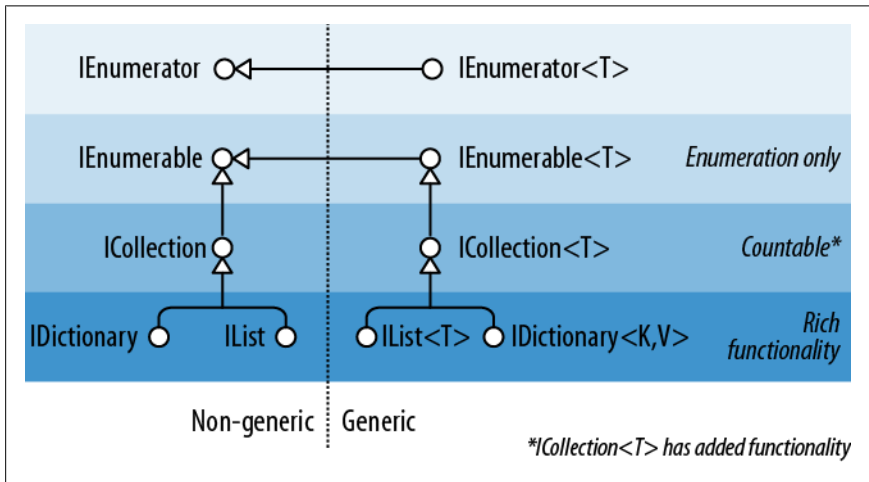 IEnumerator IEnumerator<T>
IEnumerable IEnumerable<T> Enumeration only
ICollection ICollection<T> Countable*
IDictionary IList IList<T> IDictionary<K,V> Rich
functionality
Non-generic Generic
*ICollection<T> has added functionality